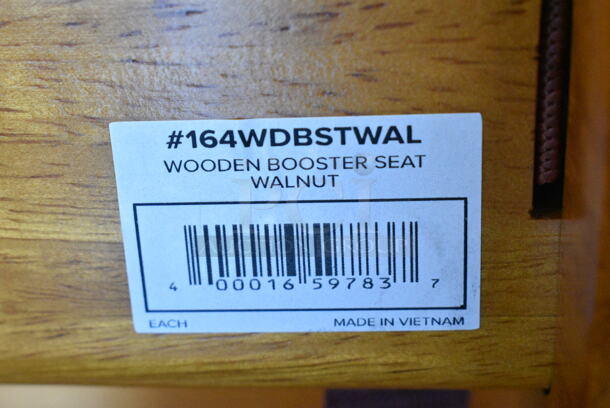 #164WDBSTWAL
WOODEN BOOSTER SEAT
WALNUT
4 00016 59783 7
EACH MADE IN VIETNAM